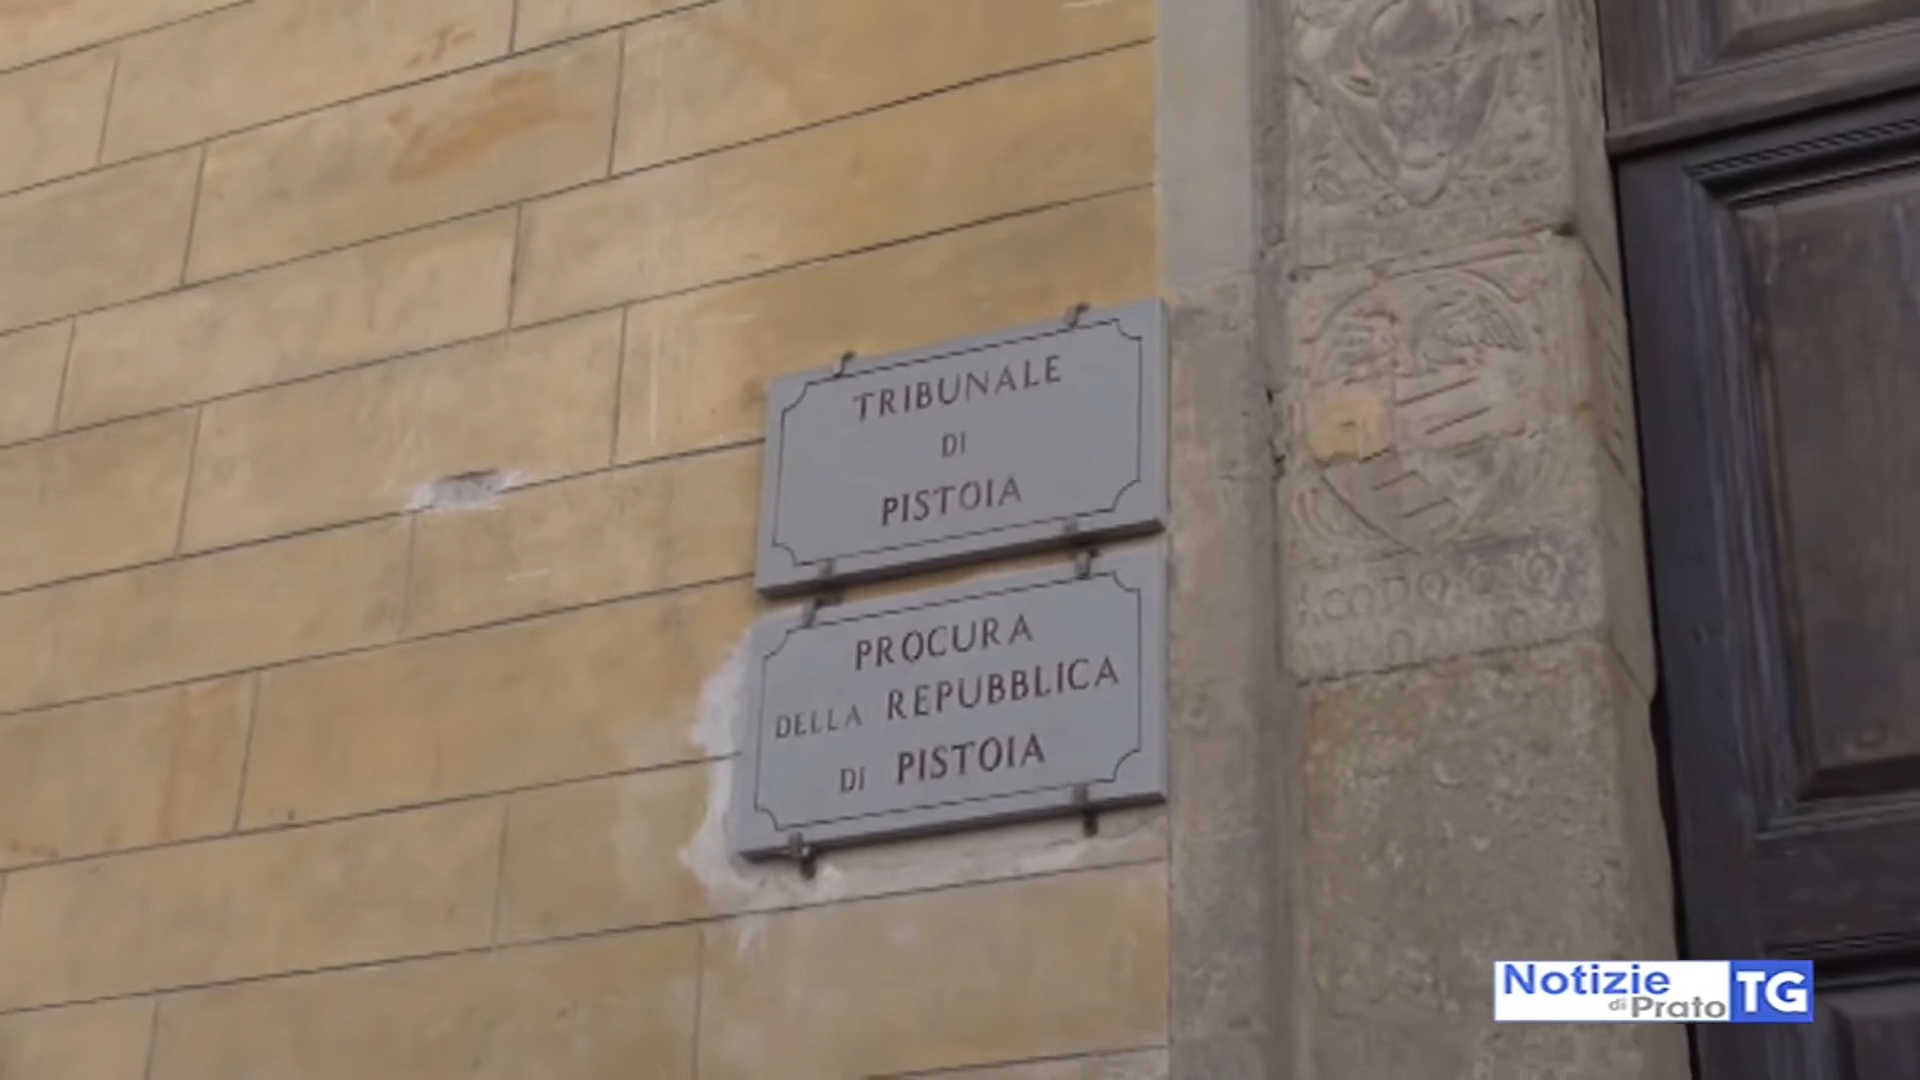 TRIBUNALE
DI
PISTOIA
PROCURA
DELLA REPUBBLICA
DI PISTOIA
Notizie
di Prato
TG